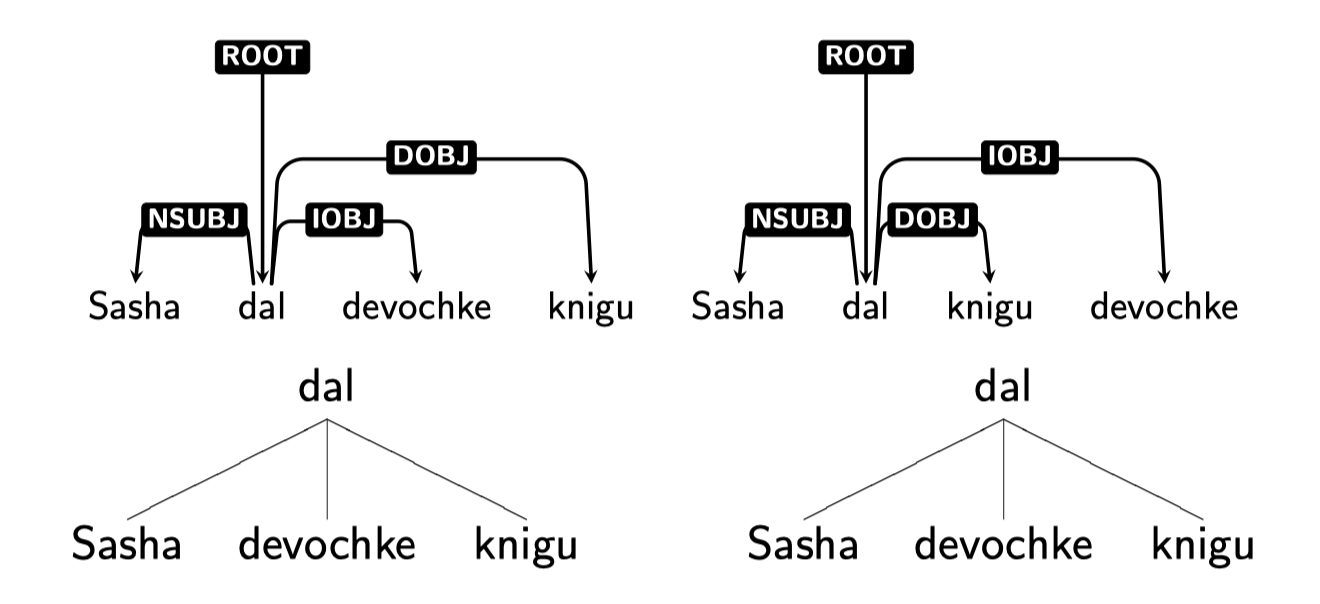 ROOT ROOT
DOBJ IOBJ
NSUBJ IOBJ NSUBJ DOBJ
Sasha dal devochke knigu Sasha dal knigu devochke
dal dal
Sasha devochke knigu Sasha devochke knigu